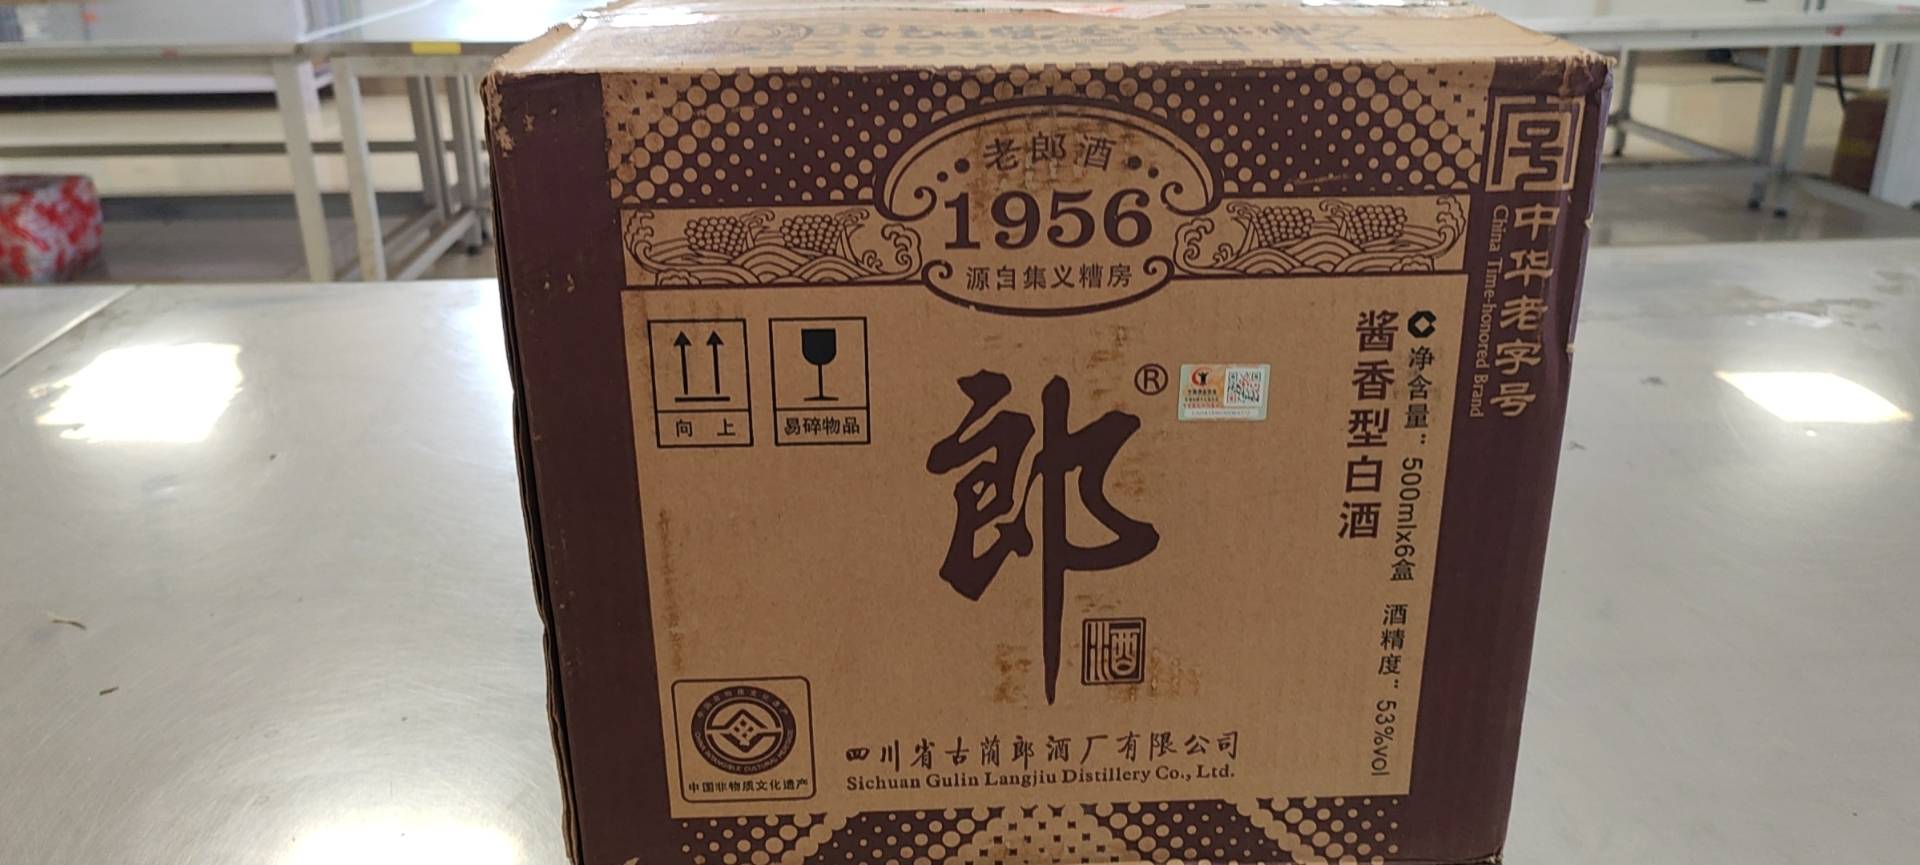 老郎酒
1956
源自集义糟房
向 上
易碎物品
郎®
酒
酱香型白酒
净含量：500mlx6盒 酒精度：53%vol
中华老字号
China Time-honored Brand
中国非物质文化遗产
四川省古蔺郎酒厂有限公司
Sichuan Gulin Langjiu Distillery Co., Ltd.